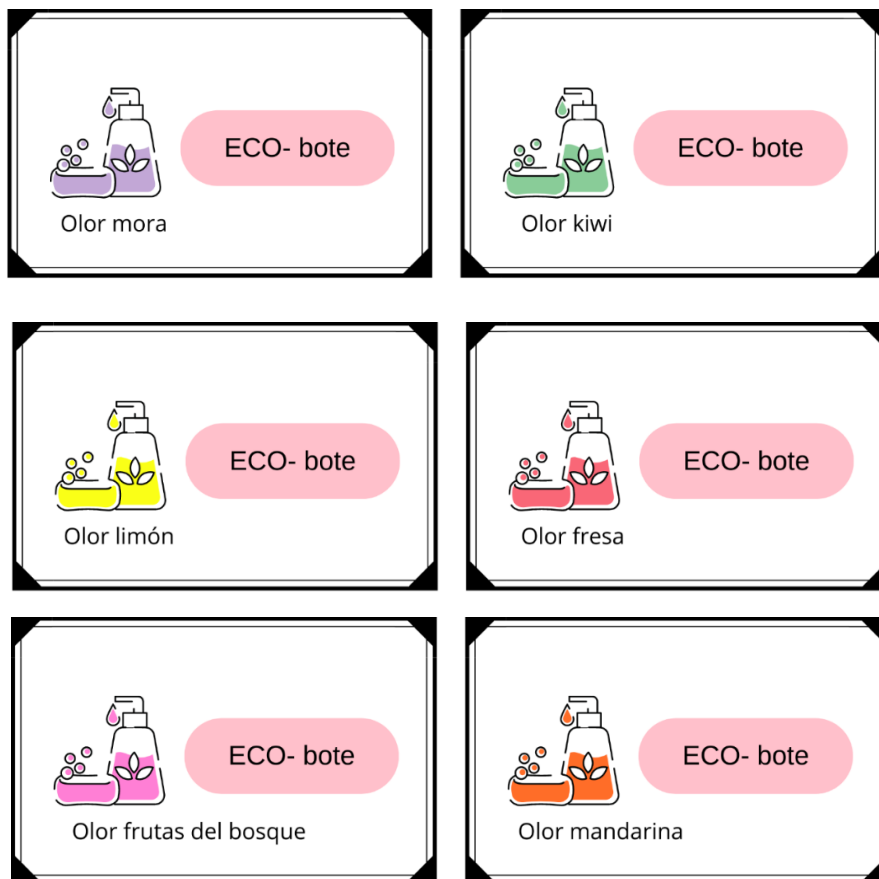 ECO- bote
Olor mora
ECO- bote
Olor kiwi
ECO- bote
Olor limón
ECO- bote
Olor fresa
ECO- bote
Olor frutas del bosque
ECO- bote
Olor mandarina